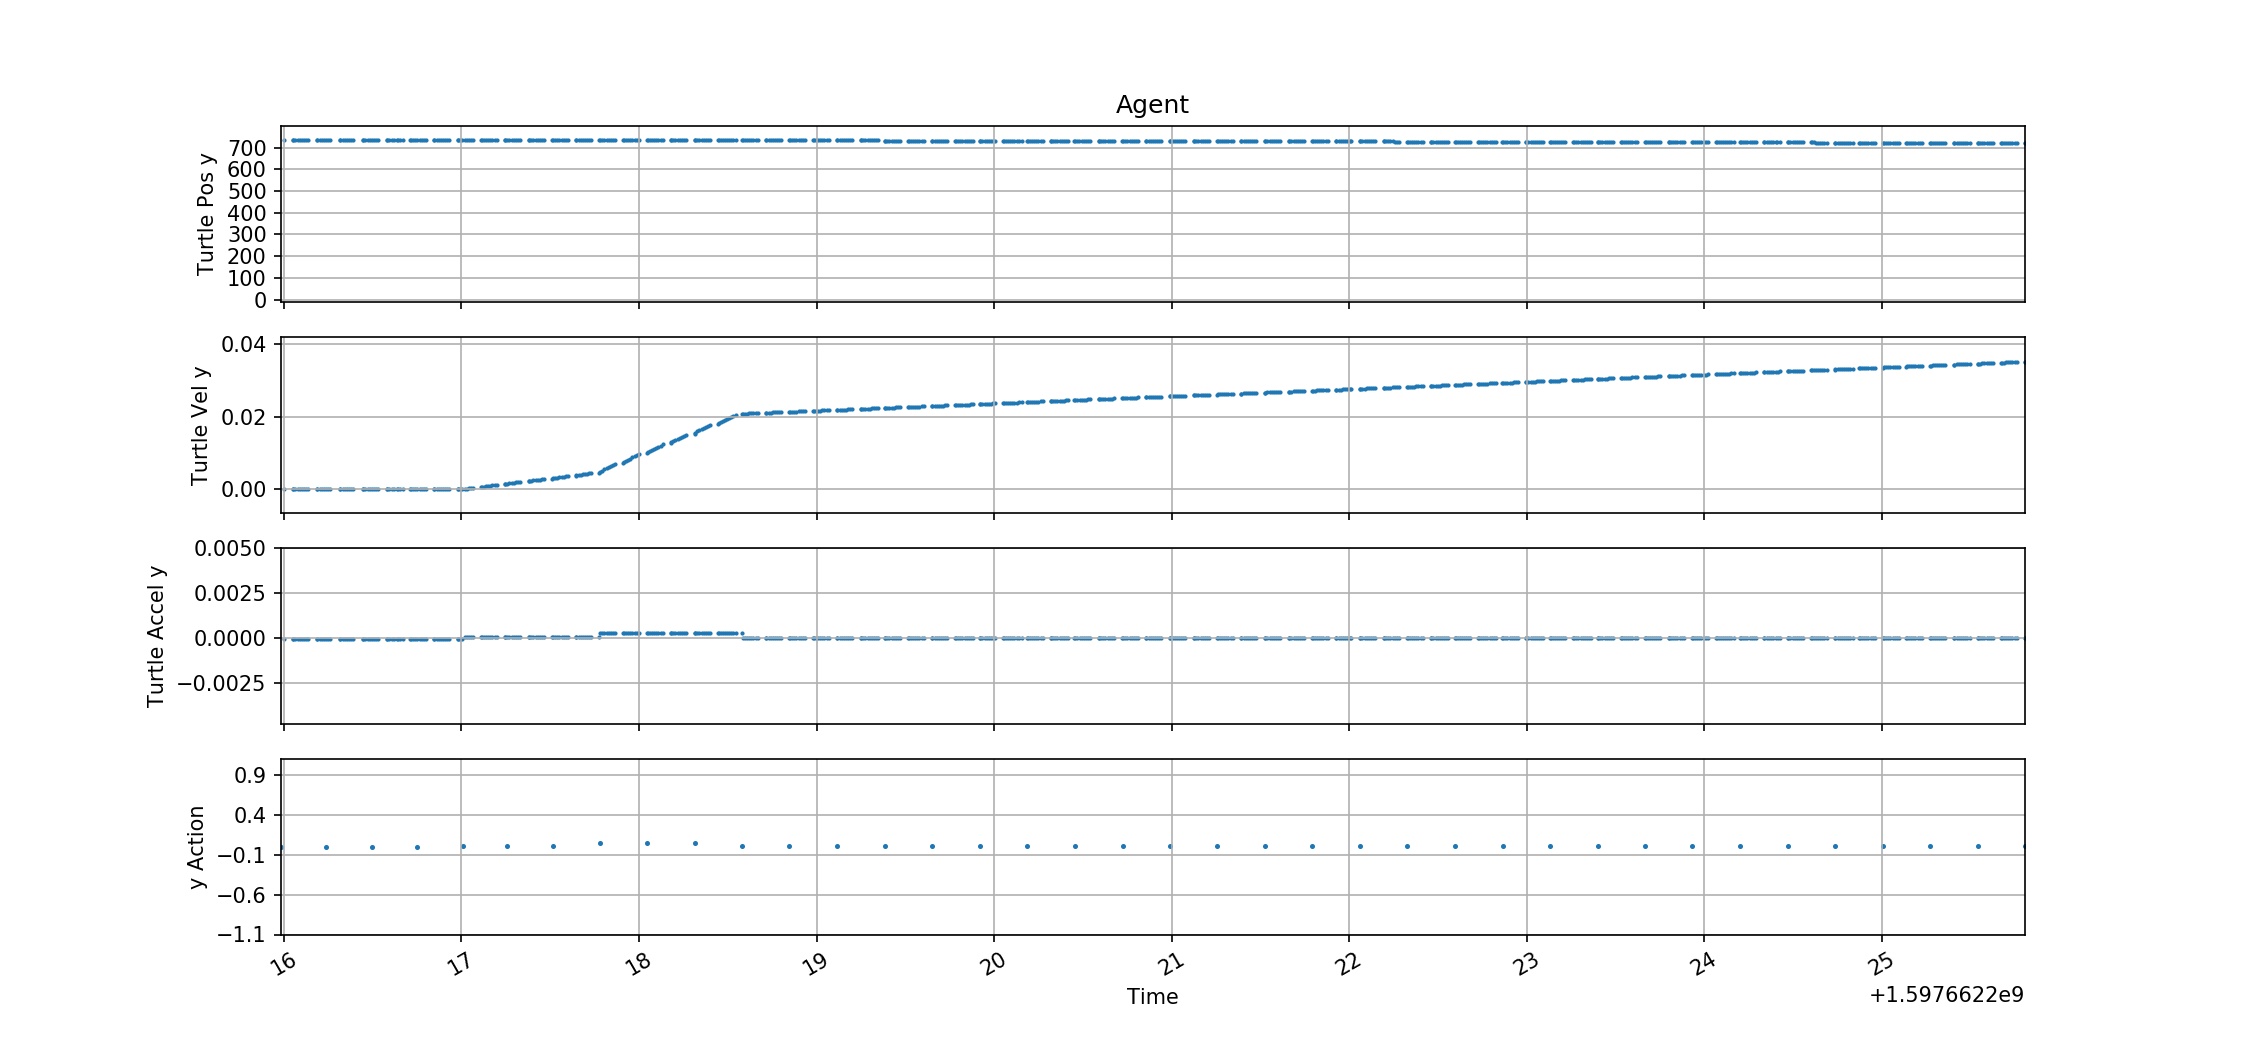 Agent
Turtle Pos y
700
600
500
400
300
200
100
0
Turtle Vel y
0.04
0.02
0.00
Turtle Accel y
0.0050
0.0025
0.0000
−0.0025
y Action
0.9
0.4
−0.1
−0.6
−1.1
16 17 18 19 20 21 22 23 24 25
Time
+1.5976622e9